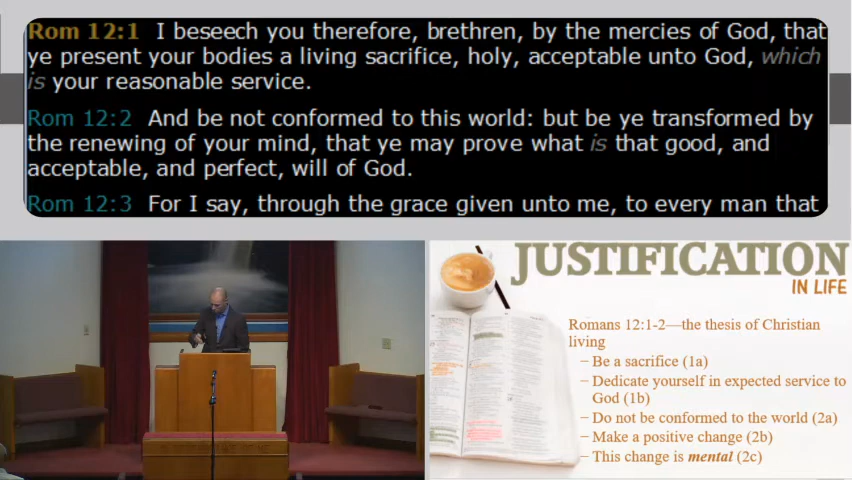 Rom 12:1 I beseech you therefore, brethren, by the mercies of God, that
ye present your bodies a living sacrifice, holy, acceptable unto God, which
is your reasonable service.
Rom 12:2 And be not conformed to this world: but be ye transformed by
the renewing of your mind, that ye may prove what is that good, and
acceptable, and perfect, will of God.
Rom 12:3 For I say, through the grace given unto me, to every man that
JUSTIFICATION
IN LIFE
Romans 12:1-2—the thesis of Christian
living
– Be a sacrifice (1a)
– Dedicate yourself in expected service to
God (1b)
– Do not be conformed to the world (2a)
– Make a positive change (2b)
– This change is mental (2c)